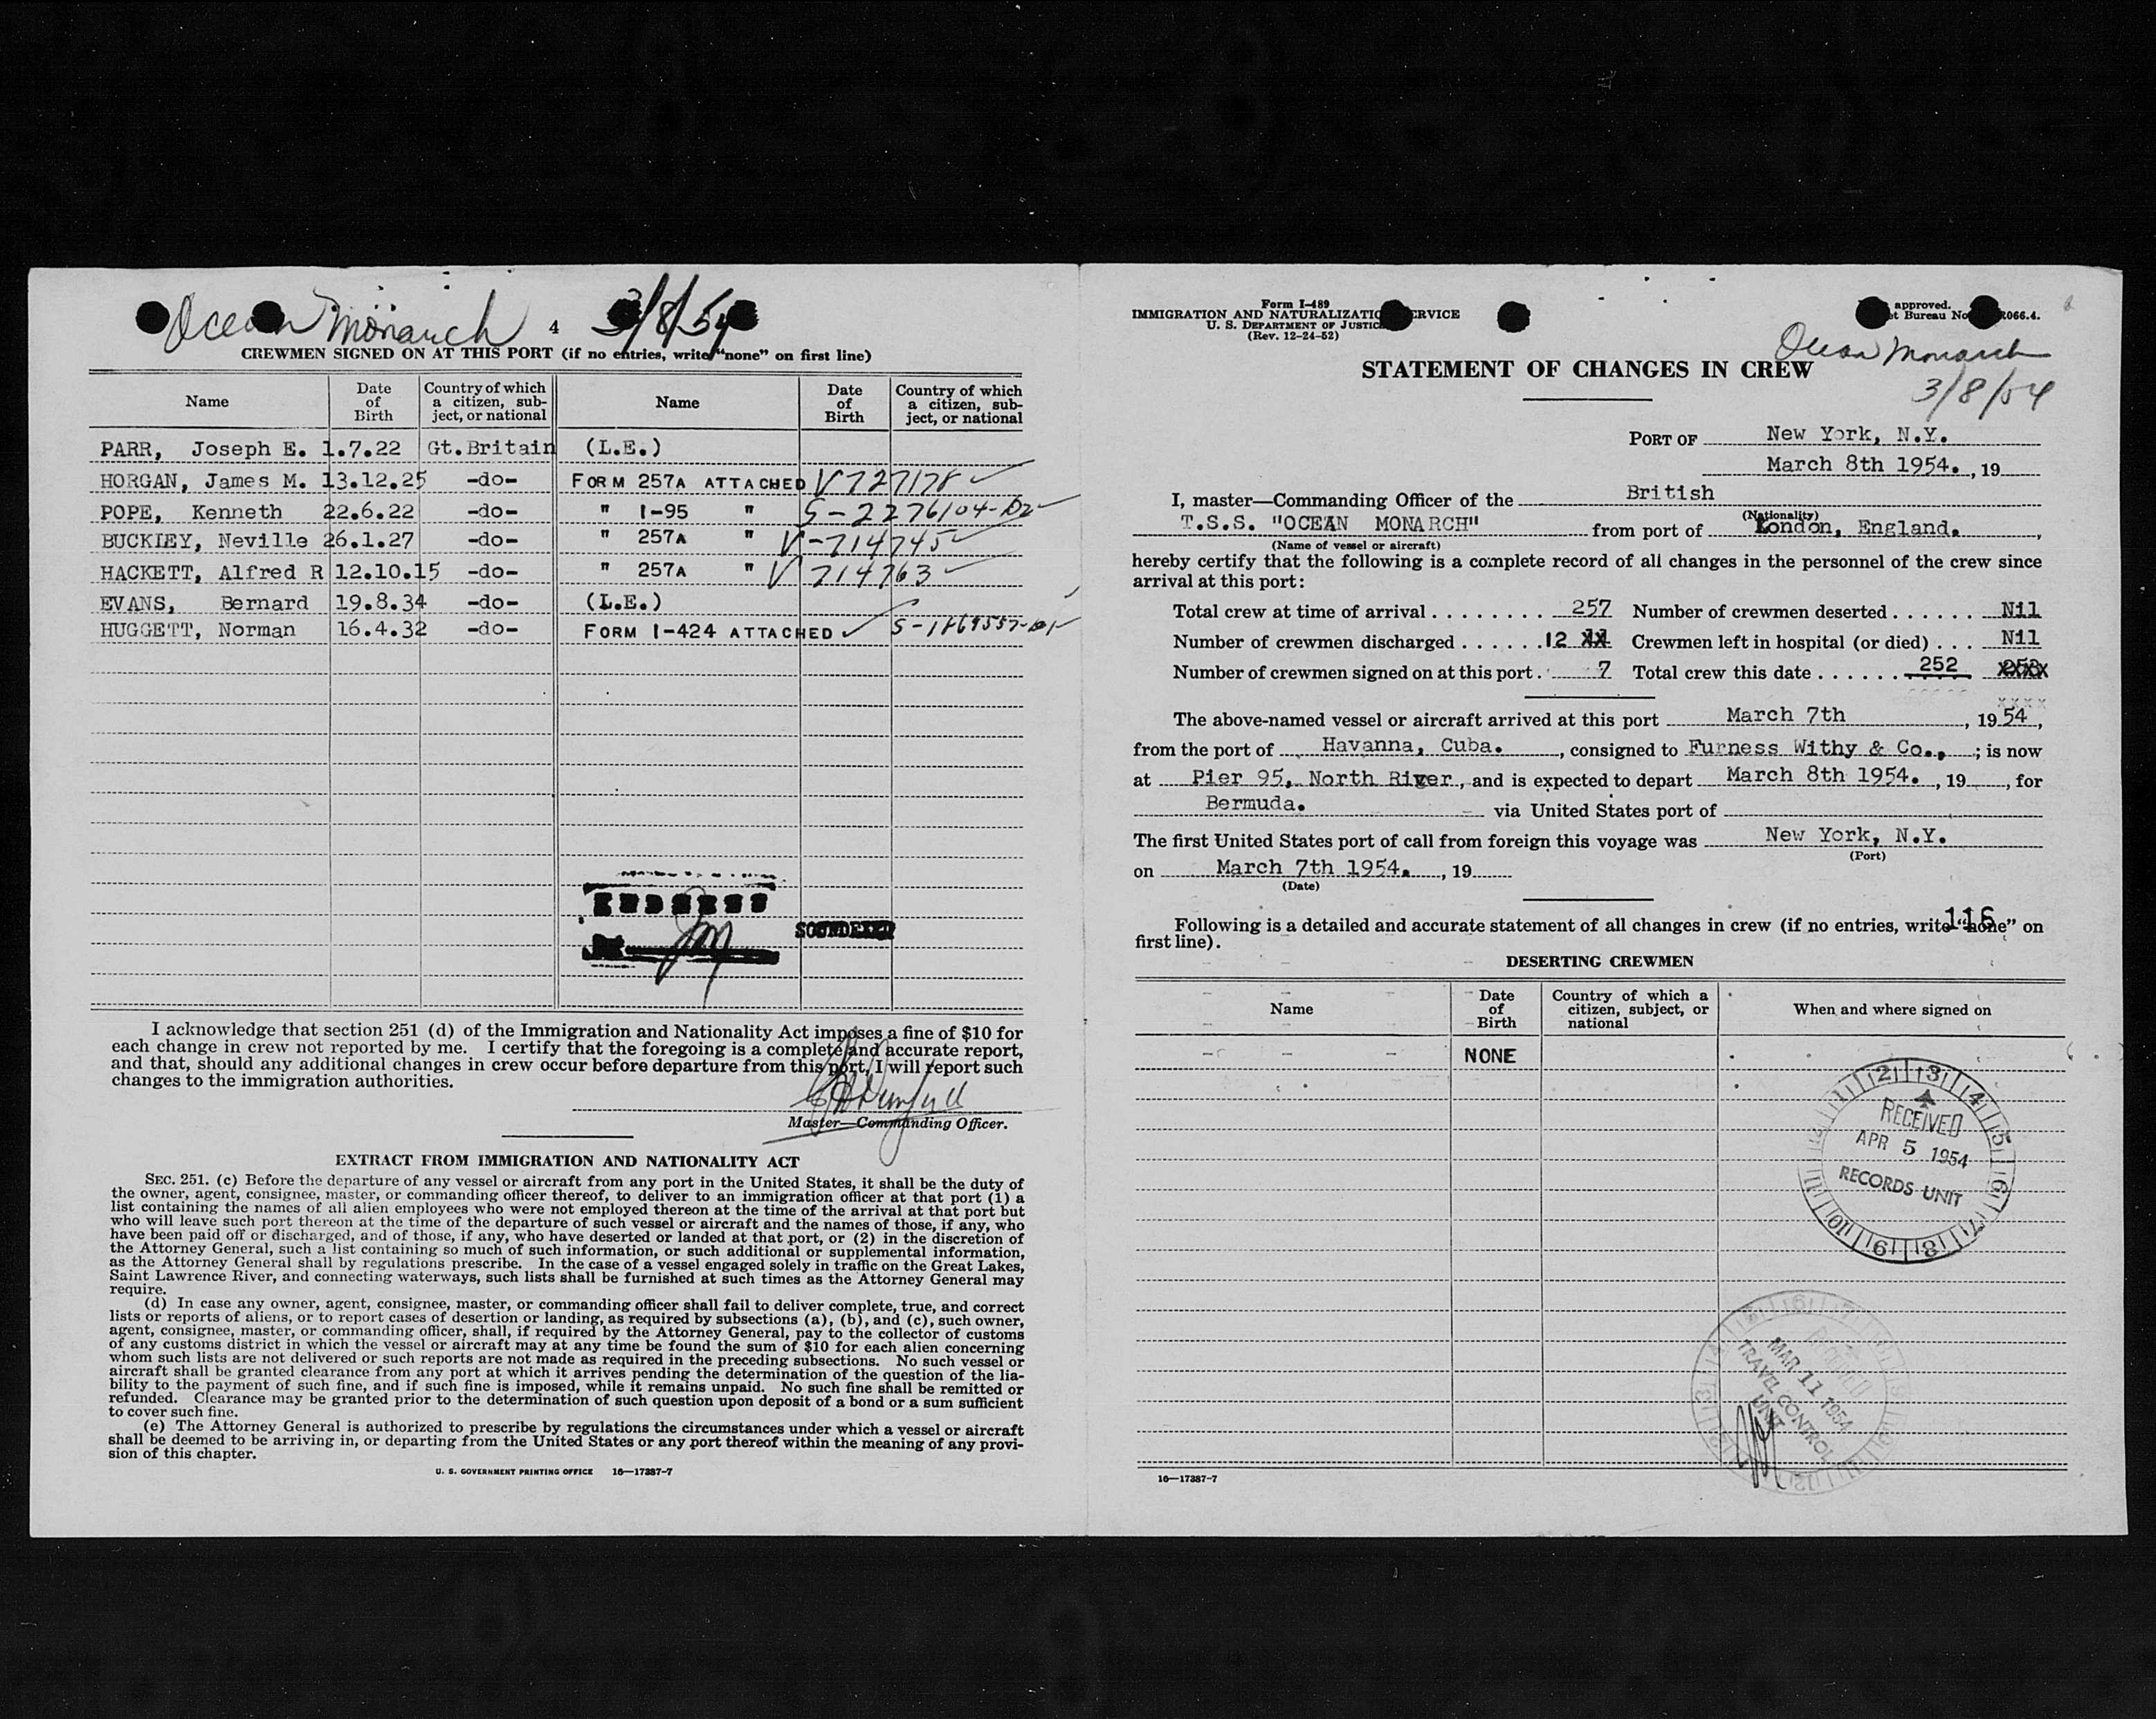 Ocean Monarch 4 3/8/54
CREWMEN SIGNED ON AT THIS PORT (if no entries, write "none" on first line)
Name Date of Birth Country of which a citizen, subject, or national Name Date of Birth Country of which a citizen, subject, or national
PARR, Joseph E. 1.7.22 Gt.Britain (L.E.)
HORGAN, James M. 13.12.25 -do- FORM 257A ATTACHED V 727178 ✓
POPE, Kenneth 22.6.22 -do- " I-95 " S-2276104-D2 ✓
BUCKLEY, Neville 26.1.27 -do- " 257A " V-714745 ✓
HACKETT, Alfred R 12.10.15 -do- " 257A " V 714763 ✓
EVANS, Bernard 19.8.34 -do- (L.E.)
HUGGETT, Norman 16.4.32 -do- FORM I-424 ATTACHED ✓
I acknowledge that section 251 (d) of the Immigration and Nationality Act imposes a fine of $10 for
each change in crew not reported by me. I certify that the foregoing is a complete and accurate report,
and that, should any additional changes in crew occur before departure from this port, I will report such
changes to the immigration authorities.
Master—Commanding Officer.
EXTRACT FROM IMMIGRATION AND NATIONALITY ACT
SEC. 251. (c) Before the departure of any vessel or aircraft from any port in the United States, it shall be the duty of
the owner, agent, consignee, master, or commanding officer thereof, to deliver to an immigration officer at that port (1) a
list containing the names of all alien employees who were not employed thereon at the time of the arrival at that port but
who will leave such port thereon at the time of the departure of such vessel or aircraft and the names of those, if any, who
have been paid off or discharged, and of those, if any, who have deserted or landed at that port, or (2) in the discretion of
the Attorney General, such a list containing so much of such information, or such additional or supplemental information,
as the Attorney General shall by regulations prescribe. In the case of a vessel engaged solely in traffic on the Great Lakes,
Saint Lawrence River, and connecting waterways, such lists shall be furnished at such times as the Attorney General may
require.
(d) In case any owner, agent, consignee, master, or commanding officer shall fail to deliver complete, true, and correct
lists or reports of aliens, or to report cases of desertion or landing, as required by subsections (a), (b), and (c), such owner,
agent, consignee, master, or commanding officer, shall, if required by the Attorney General, pay to the collector of customs
of any customs district in which the vessel or aircraft may at any time be found the sum of $10 for each alien concerning
whom such lists are not delivered or such reports are not made as required in the preceding subsections. No such vessel or
aircraft shall be granted clearance from any port at which it arrives pending the determination of the question of the lia-
bility to the payment of such fine, and if such fine is imposed, while it remains unpaid. No such fine shall be remitted or
refunded. Clearance may be granted prior to the determination of such question upon deposit of a bond or a sum sufficient
to cover such fine.
(e) The Attorney General is authorized to prescribe by regulations the circumstances under which a vessel or aircraft
shall be deemed to be arriving in, or departing from the United States or any port thereof within the meaning of any provi-
sion of this chapter.
U. S. GOVERNMENT PRINTING OFFICE 16—17387-7
Form I-489
IMMIGRATION AND NATURALIZATION SERVICE
U. S. DEPARTMENT OF JUSTICE
(Rev. 12-24-52)
approved.
Bureau No. 066.4.
Ocean Monarch
3/8/54
STATEMENT OF CHANGES IN CREW
PORT OF New York, N.Y.
March 8th 1954. , 19
I, master—Commanding Officer of the British
(Nationality)
T.S.S. "OCEAN MONARCH" from port of London, England. ,
(Name of vessel or aircraft)
hereby certify that the following is a complete record of all changes in the personnel of the crew since
arrival at this port:
Total crew at time of arrival 257 Number of crewmen deserted Nil
Number of crewmen discharged 12 XX Crewmen left in hospital (or died) Nil
Number of crewmen signed on at this port 7 Total crew this date 252 XXXX
The above-named vessel or aircraft arrived at this port March 7th , 19 54 ,
from the port of Havanna, Cuba. , consigned to Furness Withy & Co., ; is now
at Pier 95, North River , and is expected to depart March 8th 1954. , 19 , for
Bermuda. via United States port of
The first United States port of call from foreign this voyage was New York, N.Y.
(Port)
on March 7th 1954. , 19
(Date)
116
Following is a detailed and accurate statement of all changes in crew (if no entries, write "none" on
first line).
DESERTING CREWMEN
Name Date of Birth Country of which a citizen, subject, or national When and where signed on
NONE
RECEIVED
APR 5 1954
RECORDS UNIT
MAR 11 1954
TRAVEL CONTROL
UNIT
16—17387-7